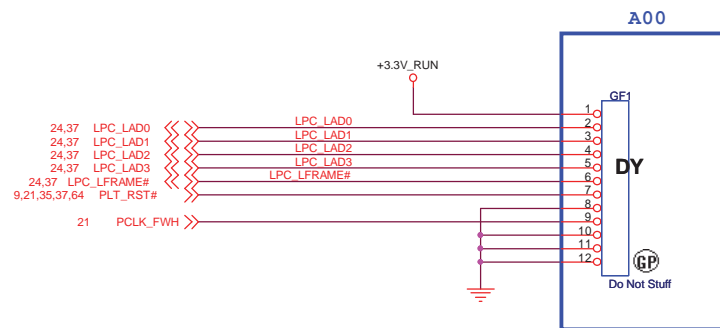 A00
+3.3V_RUN
GF1
1
24,37 LPC_LAD0 LPC_LAD0 2
24,37 LPC_LAD1 LPC_LAD1 3
24,37 LPC_LAD2 LPC_LAD2 4
24,37 LPC_LAD3 LPC_LAD3 5
24,37 LPC_LFRAME# LPC_LFRAME# 6
9,21,35,37,64 PLT_RST# 7
8
21 PCLK_FWH 9
10
11
12
DY
GP
Do Not Stuff